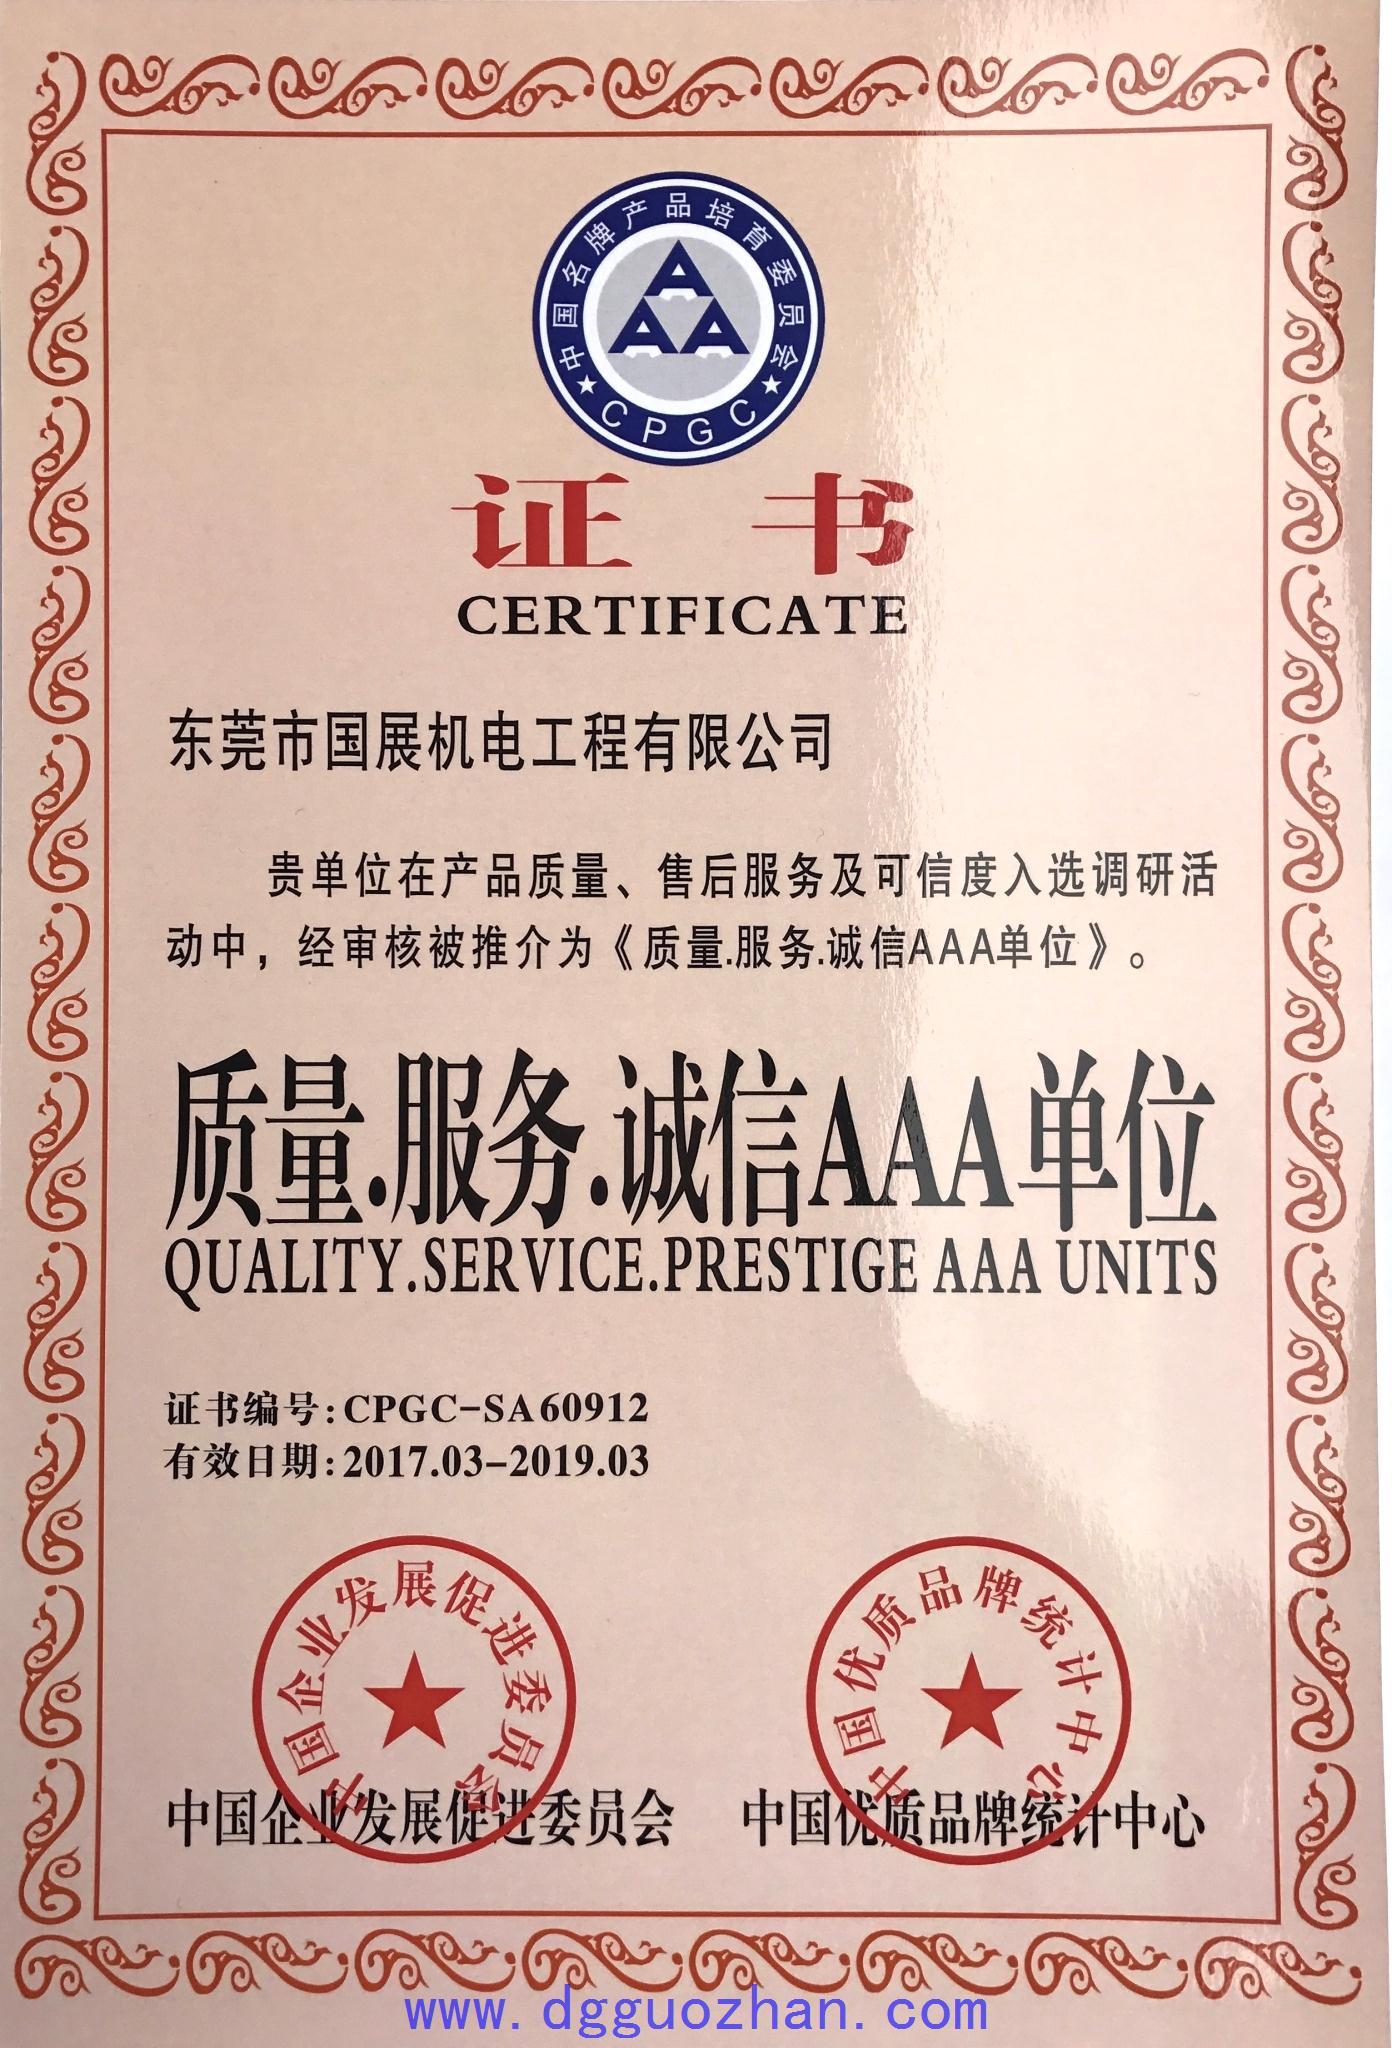 中国名牌产品培育委员会
CPGC
AAA
证书
CERTIFICATE
东莞市国展机电工程有限公司
贵单位在产品质量、售后服务及可信度入选调研活
动中，经审核被推介为《质量.服务.诚信AAA单位》。
质量.服务.诚信AAA单位
QUALITY.SERVICE.PRESTIGE AAA UNITS
证书编号:CPGC-SA60912
有效日期:2017.03-2019.03
中国企业发展促进委员会
中国优质品牌统计中心
中国企业发展促进委员会 中国优质品牌统计中心
www.dgguozhan.com